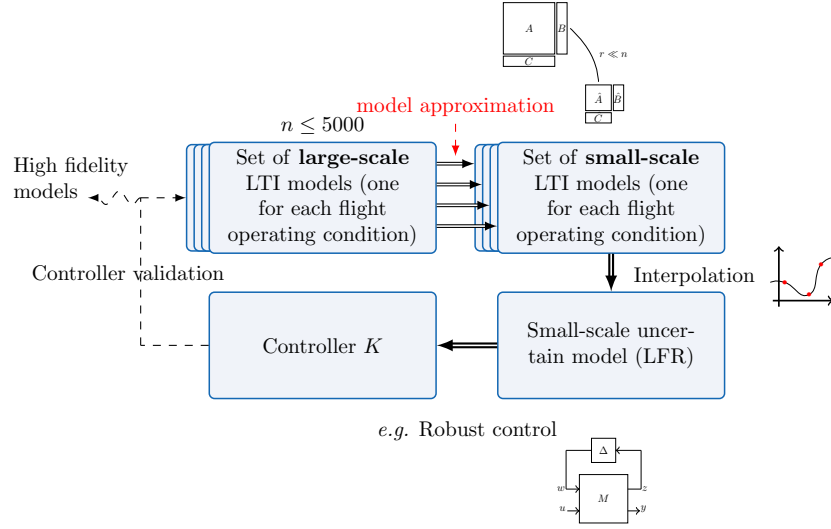 A
B
C
r ≪ n
Â
B̂
Ĉ
model approximation
n ≤ 5000
Set of large-scale
LTI models (one
for each flight
operating condition)
Set of small-scale
LTI models (one
for each flight
operating condition)
High fidelity
models
Controller validation
Interpolation
Controller K
Small-scale uncer-
tain model (LFR)
e.g. Robust control
Δ
w
z
M
u
y